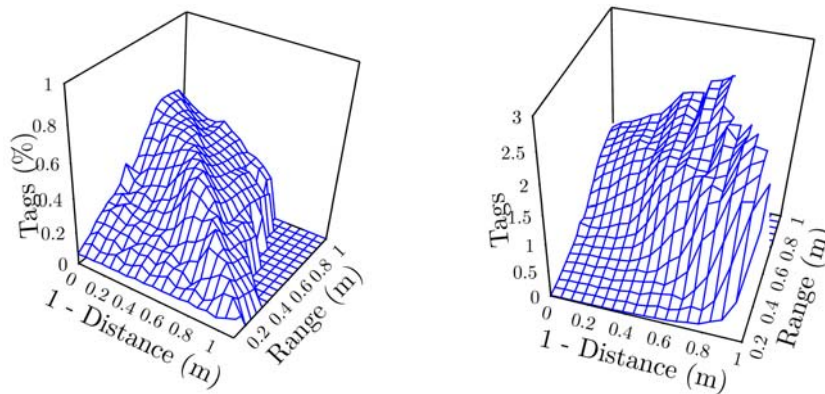 1
0.8
0.6
0.4
0.2
0
Tags (%)
0 0.2 0.4 0.6 0.8 1
1 - Distance (m)
0.2 0.4 0.6 0.8 1
Range (m)
3
2.5
2
1.5
1
0.5
0
Tags
0 0.2 0.4 0.6 0.8 1
1 - Distance (m)
0.2 0.4 0.6 0.8 1
Range (m)